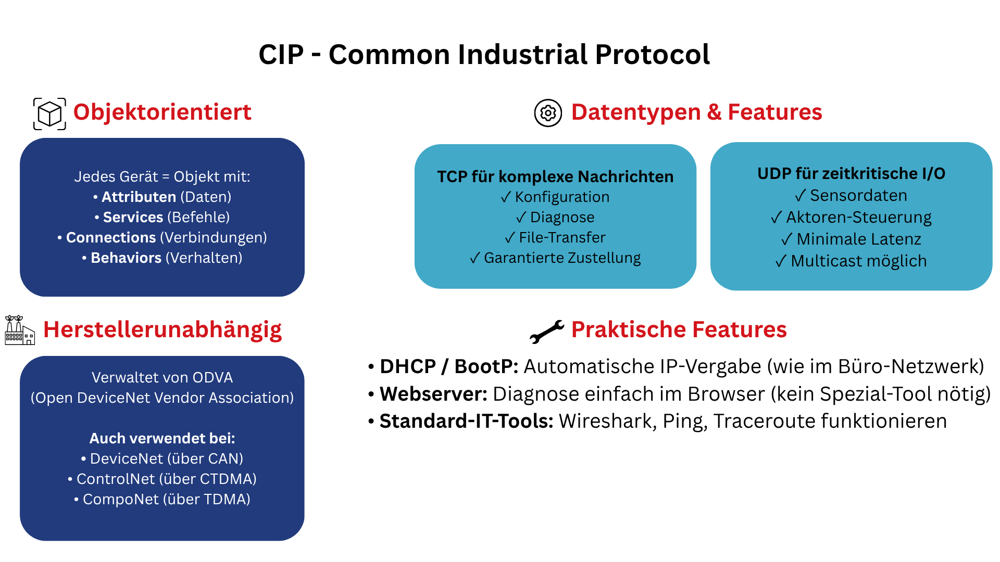 CIP - Common Industrial Protocol
Objektorientiert
Jedes Gerät = Objekt mit:
• Attributen (Daten)
• Services (Befehle)
• Connections (Verbindungen)
• Behaviors (Verhalten)
Herstellerunabhängig
Verwaltet von ODVA
(Open DeviceNet Vendor Association)
Auch verwendet bei:
• DeviceNet (über CAN)
• ControlNet (über CTDMA)
• CompoNet (über TDMA)
Datentypen & Features
TCP für komplexe Nachrichten
✓ Konfiguration
✓ Diagnose
✓ File-Transfer
✓ Garantierte Zustellung
UDP für zeitkritische I/O
✓ Sensordaten
✓ Aktoren-Steuerung
✓ Minimale Latenz
✓ Multicast möglich
Praktische Features
• DHCP / BootP: Automatische IP-Vergabe (wie im Büro-Netzwerk)
• Webserver: Diagnose einfach im Browser (kein Spezial-Tool nötig)
• Standard-IT-Tools: Wireshark, Ping, Traceroute funktionieren